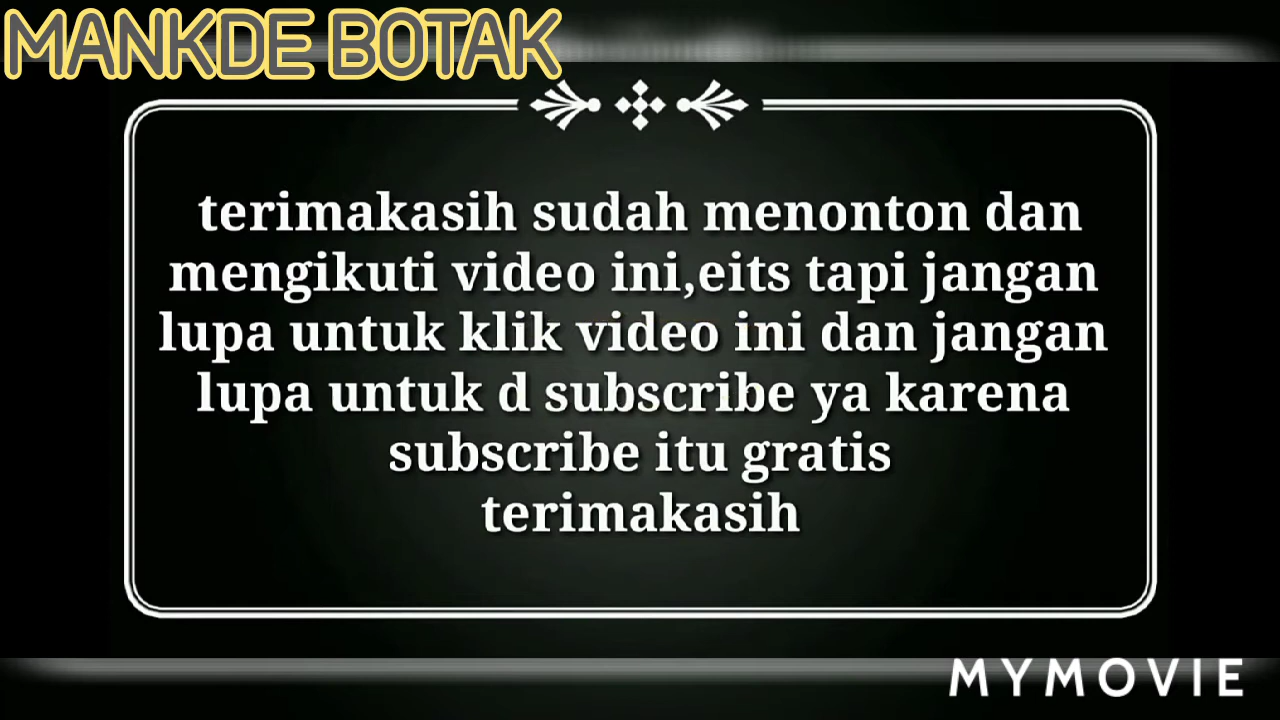 MANKDE BOTAK
terimakasih sudah menonton dan
mengikuti video ini,eits tapi jangan
lupa untuk klik video ini dan jangan
lupa untuk d subscribe ya karena
subscribe itu gratis
terimakasih
MYMOVIE